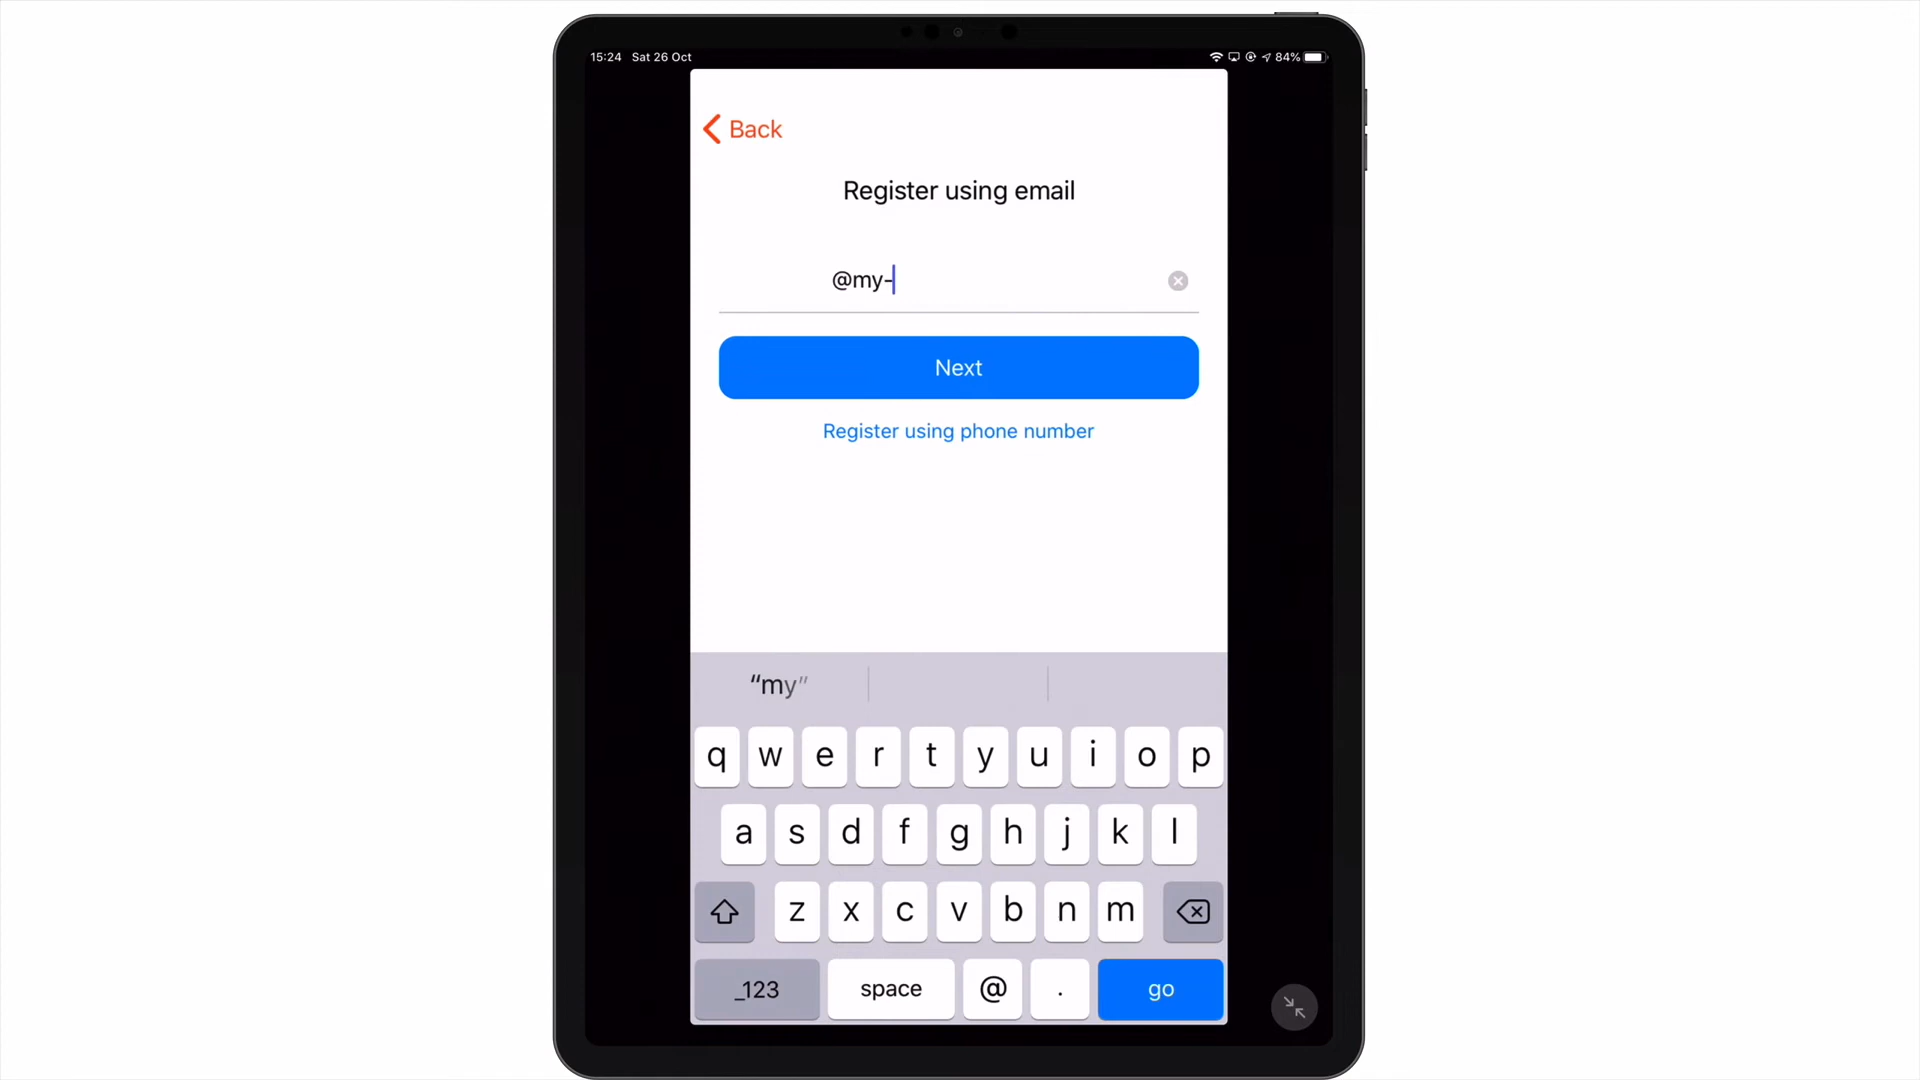 15:24 Sat 26 Oct 84%
Back
Register using email
@my-
Next
Register using phone number
“my”
q w e r t y u i o p
a s d f g h j k l
z x c v b n m
_123 space @ . go